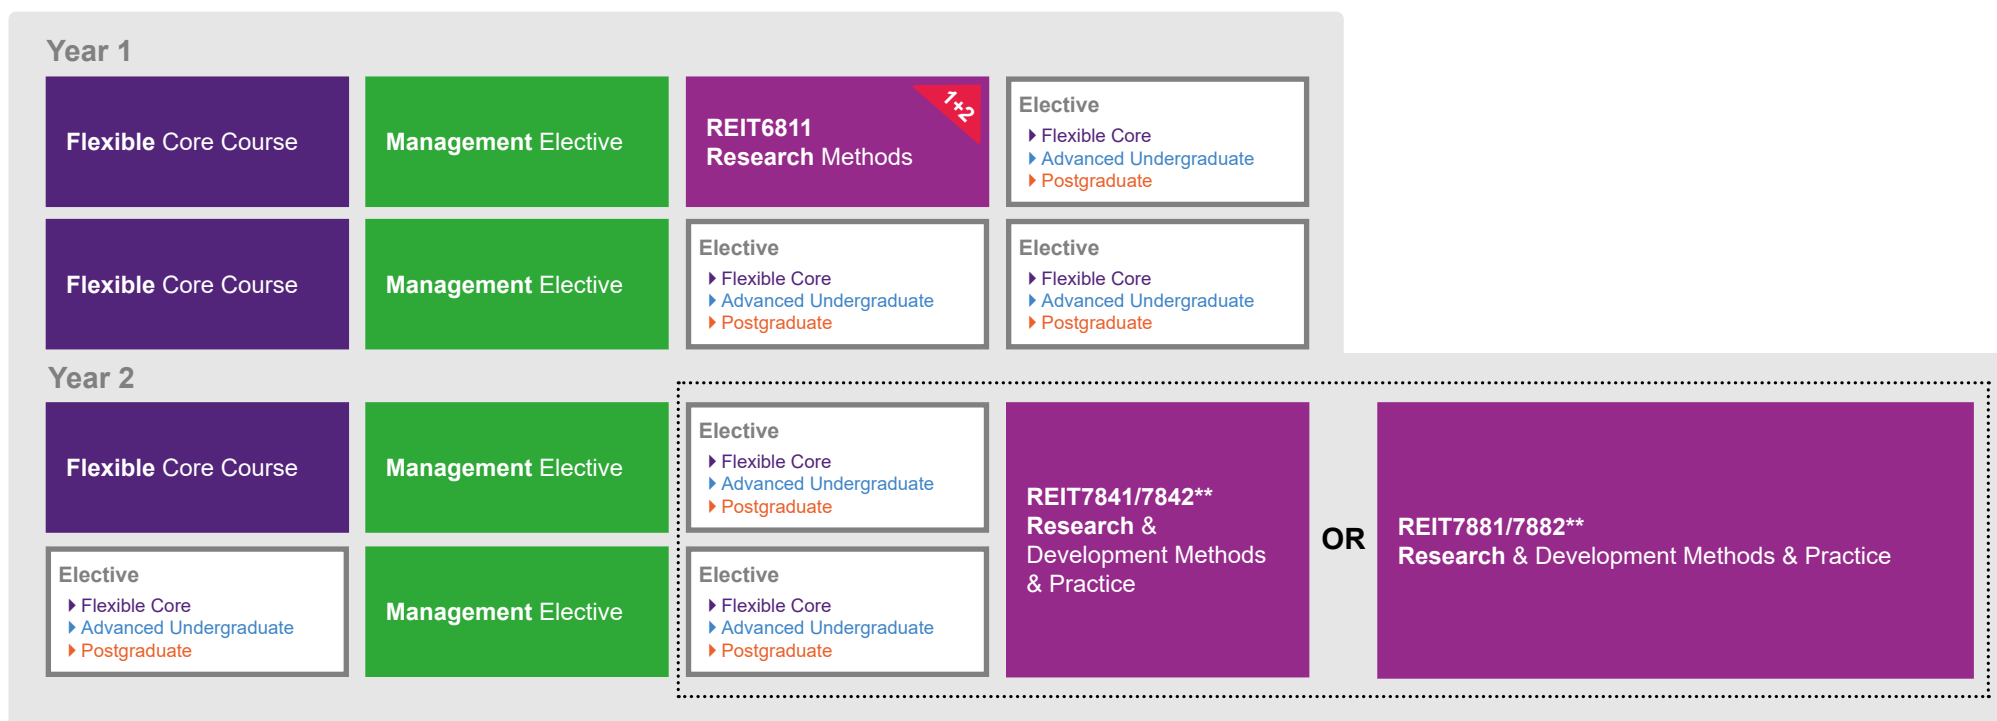 Year 1
Flexible Core Course
Management Elective
REIT6811
Research Methods
1+2
Elective
Flexible Core
Advanced Undergraduate
Postgraduate
Flexible Core Course
Management Elective
Elective
Flexible Core
Advanced Undergraduate
Postgraduate
Elective
Flexible Core
Advanced Undergraduate
Postgraduate
Year 2
Flexible Core Course
Management Elective
Elective
Flexible Core
Advanced Undergraduate
Postgraduate
REIT7841/7842**
Research &
Development Methods
& Practice
OR
REIT7881/7882**
Research & Development Methods & Practice
Elective
Flexible Core
Advanced Undergraduate
Postgraduate
Management Elective
Elective
Flexible Core
Advanced Undergraduate
Postgraduate